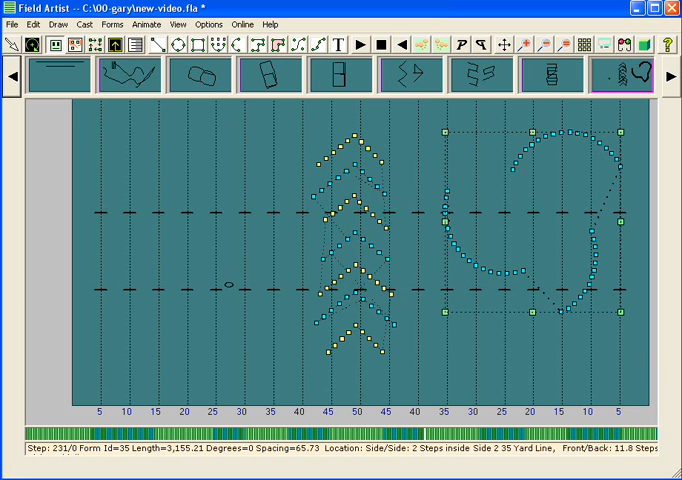 Field Artist -- C:\OO-gary\new-video.fla *
File Draw Cast Forms Animate View Options Online Help
T P P
5 10 15 20 25 30 35 40 45 50 45 40 35 30 25 20 15 10 5
Step: 231/0 Form Id=35 Length=3,155.21 Degrees=0 Spacing=65.73 Location: Side/Side: 2 Steps inside Side 2 35 Yard Line, Front/Back: 11.8 Steps